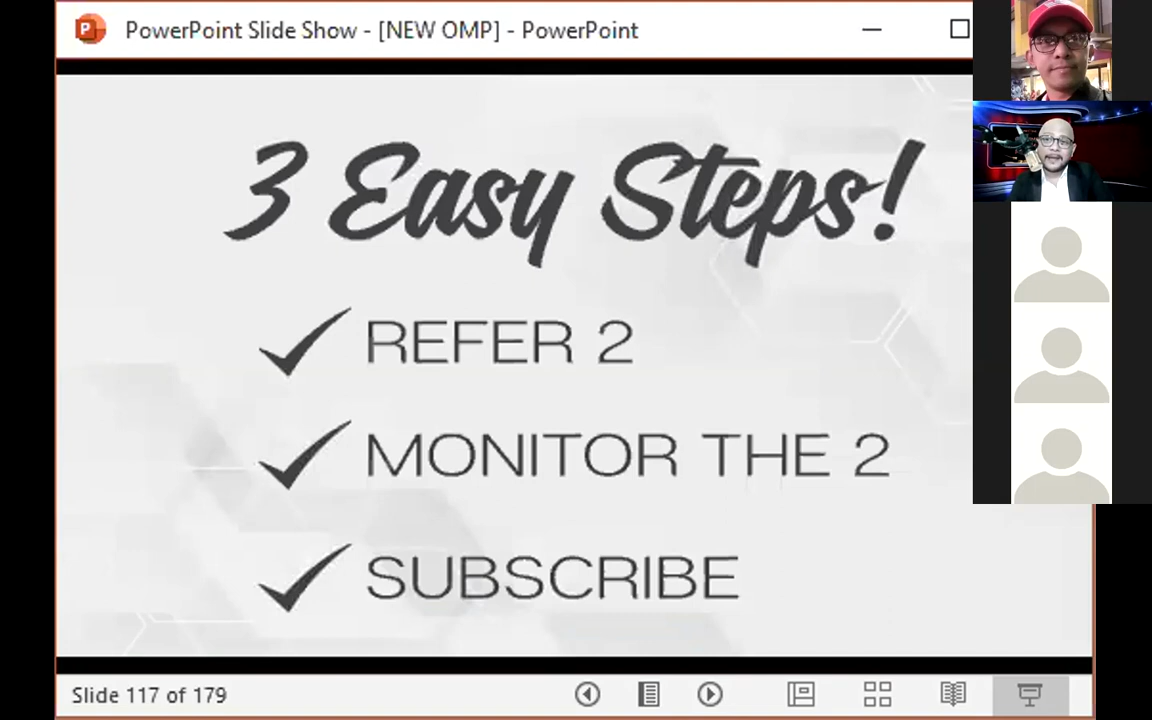 PowerPoint Slide Show - [NEW OMP] - PowerPoint
3 Easy Steps!
REFER 2
MONITOR THE 2
SUBSCRIBE
Slide 117 of 179